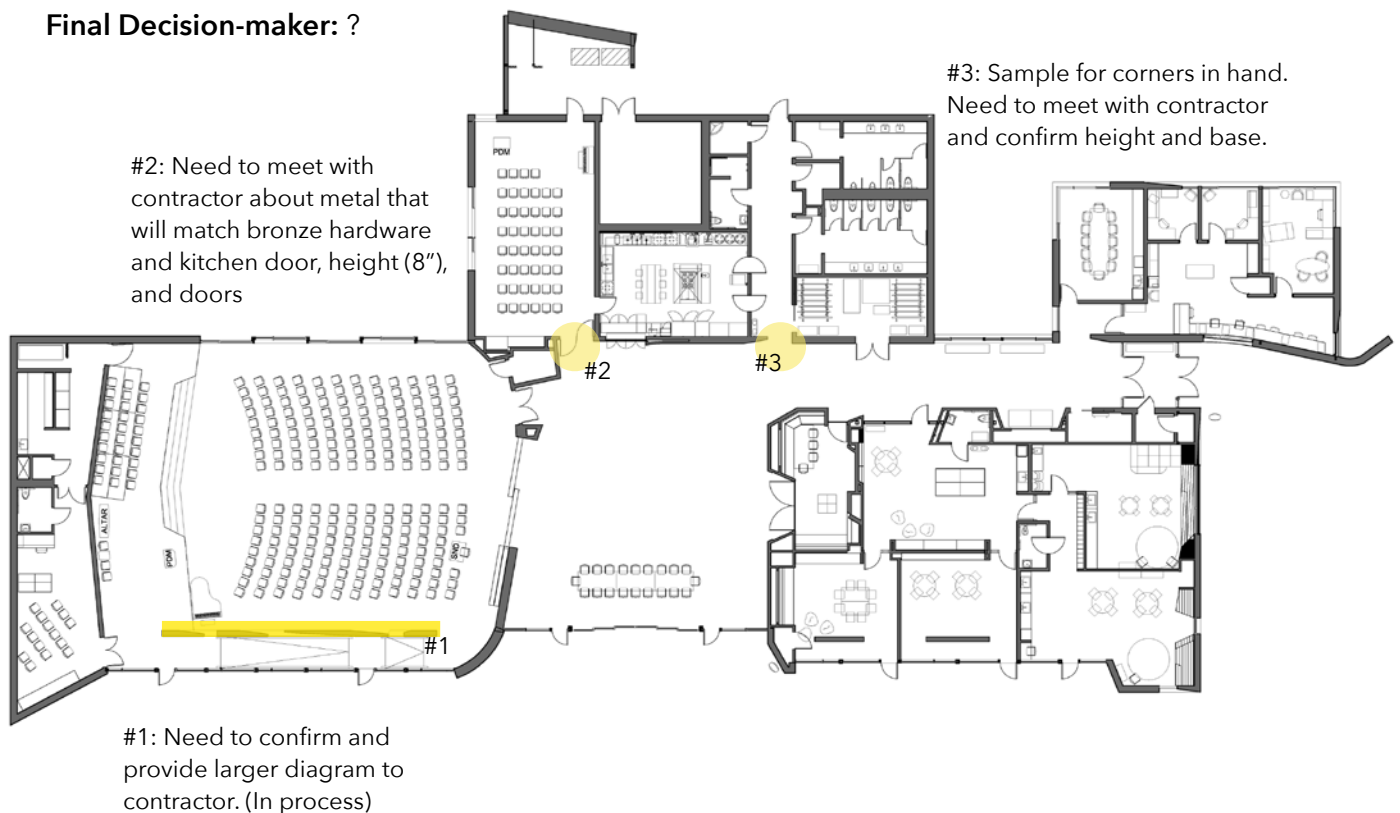 Final Decision-maker: ?
#3: Sample for corners in hand.
Need to meet with contractor
and confirm height and base.
#2: Need to meet with
contractor about metal that
will match bronze hardware
and kitchen door, height (8”),
and doors
PDM
#2
#3
ALTAR
PDM
SND
#1
#1: Need to confirm and
provide larger diagram to
contractor. (In process)